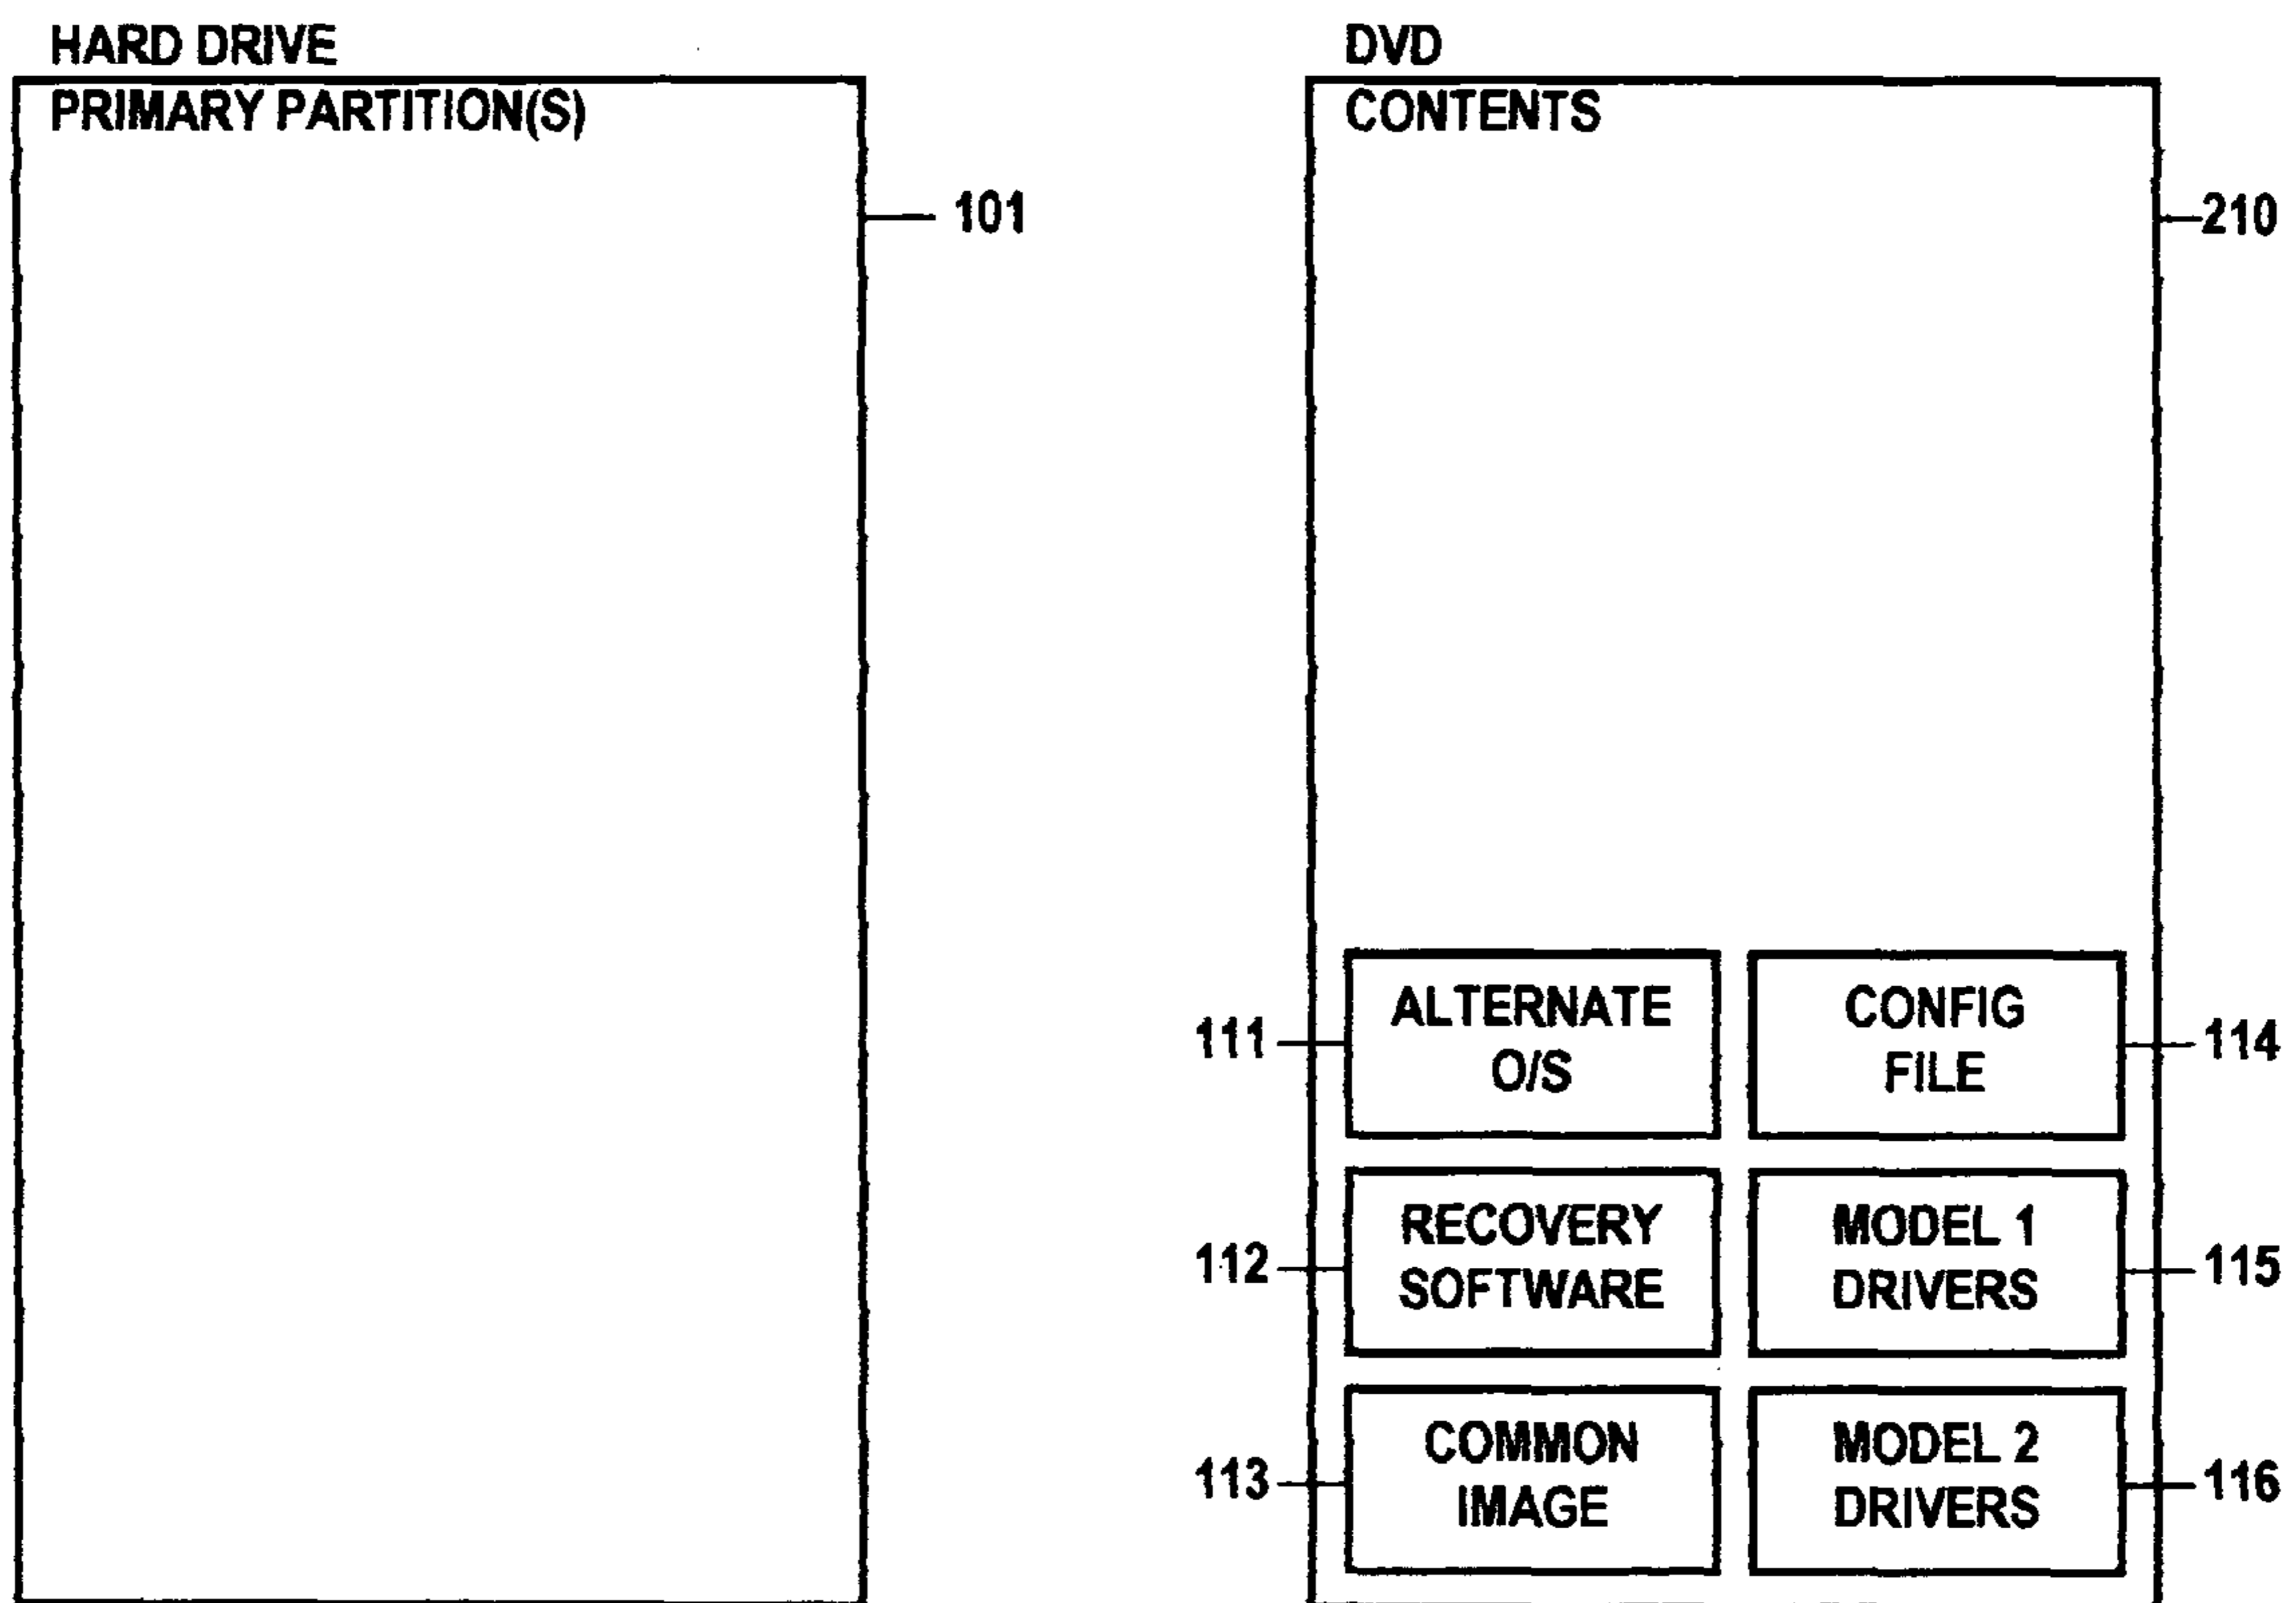 HARD DRIVE
PRIMARY PARTITION(S)
101
DVD
CONTENTS
210
111
ALTERNATE
O/S
CONFIG
FILE
114
112
RECOVERY
SOFTWARE
MODEL 1
DRIVERS
115
113
COMMON
IMAGE
MODEL 2
DRIVERS
116